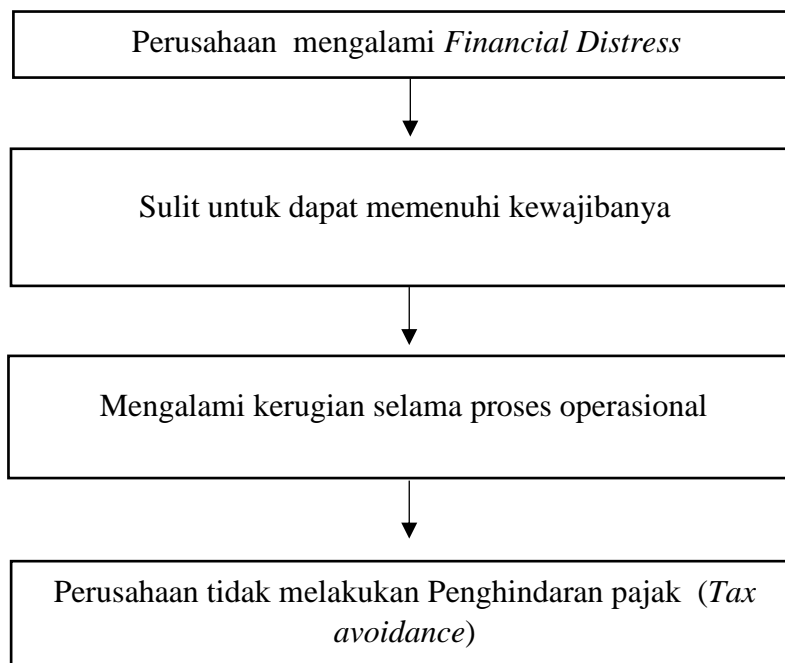 Perusahaan  mengalami Financial Distress
Sulit untuk dapat memenuhi kewajibanya
Mengalami kerugian selama proses operasional
Perusahaan tidak melakukan Penghindaran pajak  (Tax
avoidance)